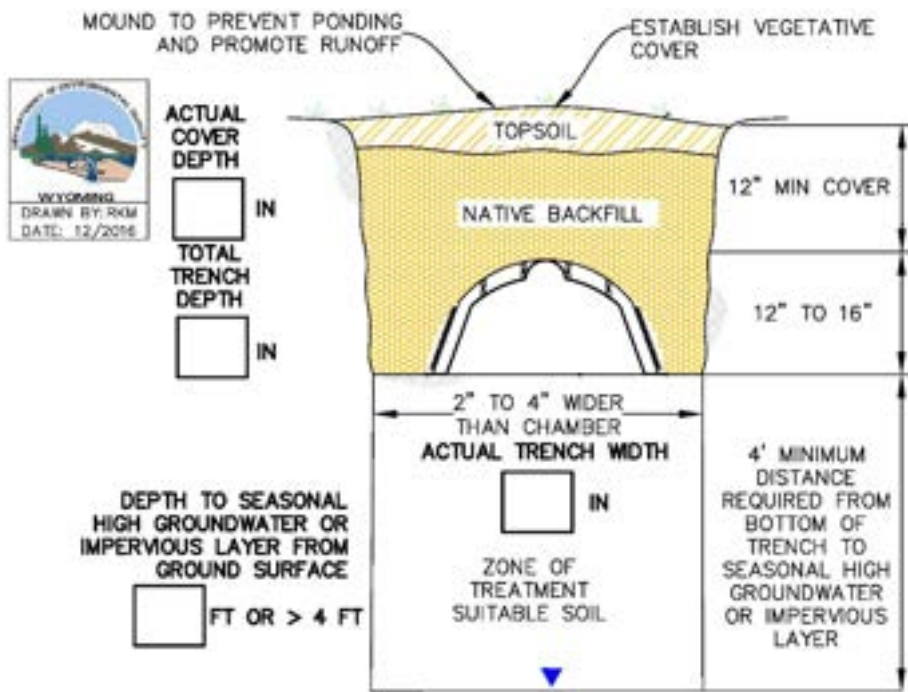 MOUND TO PREVENT PONDING
AND PROMOTE RUNOFF
ESTABLISH VEGETATIVE
COVER
WYOMING
DRAWN BY: RKM
DATE: 12/2016
ACTUAL
COVER
DEPTH
IN
TOTAL
TRENCH
DEPTH
IN
TOPSOIL
NATIVE BACKFILL
12" MIN COVER
12" TO 16"
2" TO 4" WIDER
THAN CHAMBER
ACTUAL TRENCH WIDTH
IN
DEPTH TO SEASONAL
HIGH GROUNDWATER OR
IMPERVIOUS LAYER FROM
GROUND SURFACE
FT OR > 4 FT
ZONE OF
TREATMENT
SUITABLE SOIL
4' MINIMUM
DISTANCE
REQUIRED FROM
BOTTOM OF
TRENCH TO
SEASONAL HIGH
GROUNDWATER
OR IMPERVIOUS
LAYER